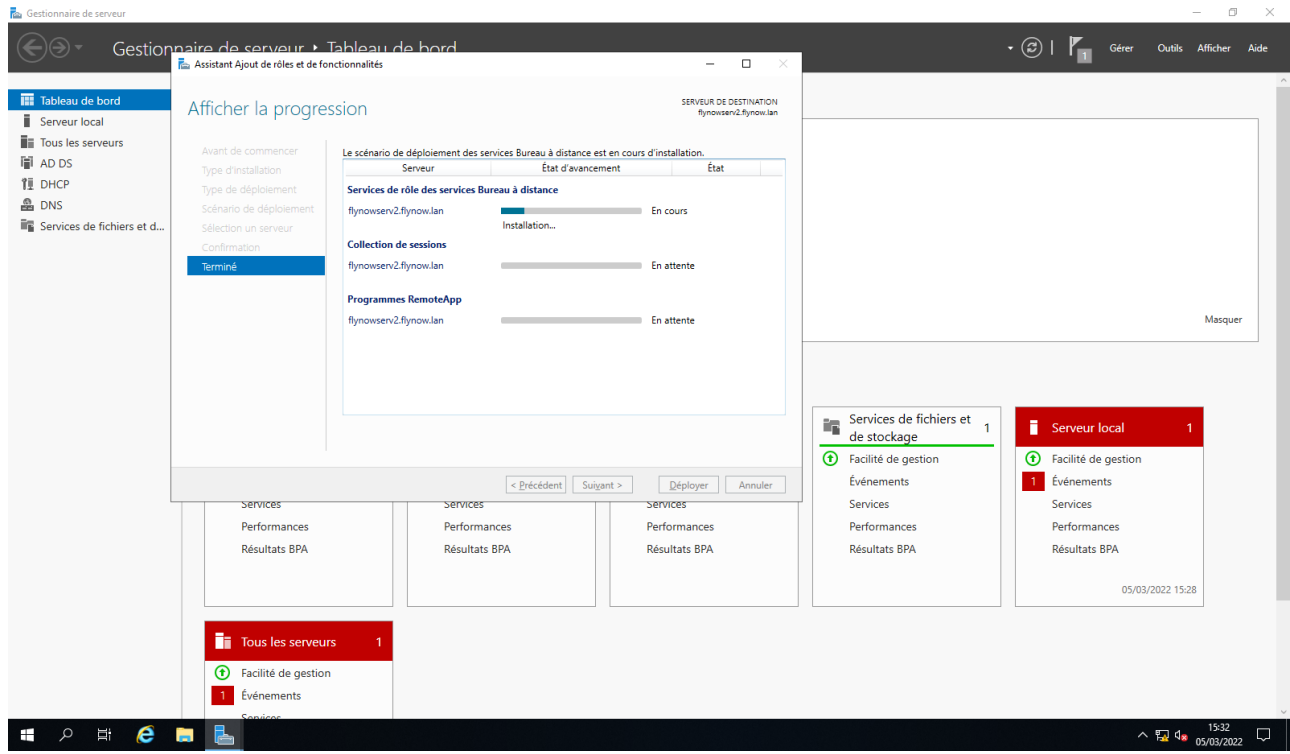 Gestionnaire de serveur
Gestionnaire de serveur • Tableau de bord
1
Gérer Outils Afficher Aide
Tableau de bord
Serveur local
Tous les serveurs
AD DS
DHCP
DNS
Services de fichiers et d...
Assistant Ajout de rôles et de fonctionnalités
Afficher la progression
SERVEUR DE DESTINATION
flynowserv2.flynow.lan
Avant de commencer
Type d'installation
Type de déploiement
Scénario de déploiement
Sélection un serveur
Confirmation
Terminé
Le scénario de déploiement des services Bureau à distance est en cours d'installation.
Serveur État d'avancement État
Services de rôle des services Bureau à distance
flynowserv2.flynow.lan En cours
Installation...
Collection de sessions
flynowserv2.flynow.lan En attente
Programmes RemoteApp
flynowserv2.flynow.lan En attente
< Précédent Suivant > Déployer Annuler
Masquer
Services
Performances
Résultats BPA
Services
Performances
Résultats BPA
Services
Performances
Résultats BPA
Services de fichiers et de stockage 1
Facilité de gestion
Événements
Services
Performances
Résultats BPA
Serveur local 1
Facilité de gestion
1 Événements
Services
Performances
Résultats BPA
05/03/2022 15:28
Tous les serveurs 1
Facilité de gestion
1 Événements
Services
15:32
05/03/2022